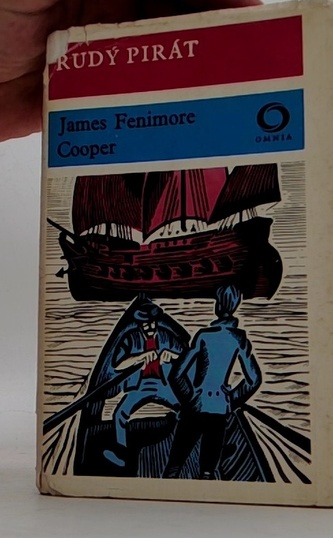 RUDÝ PIRÁT
James Fenimore
Cooper
OMNIA